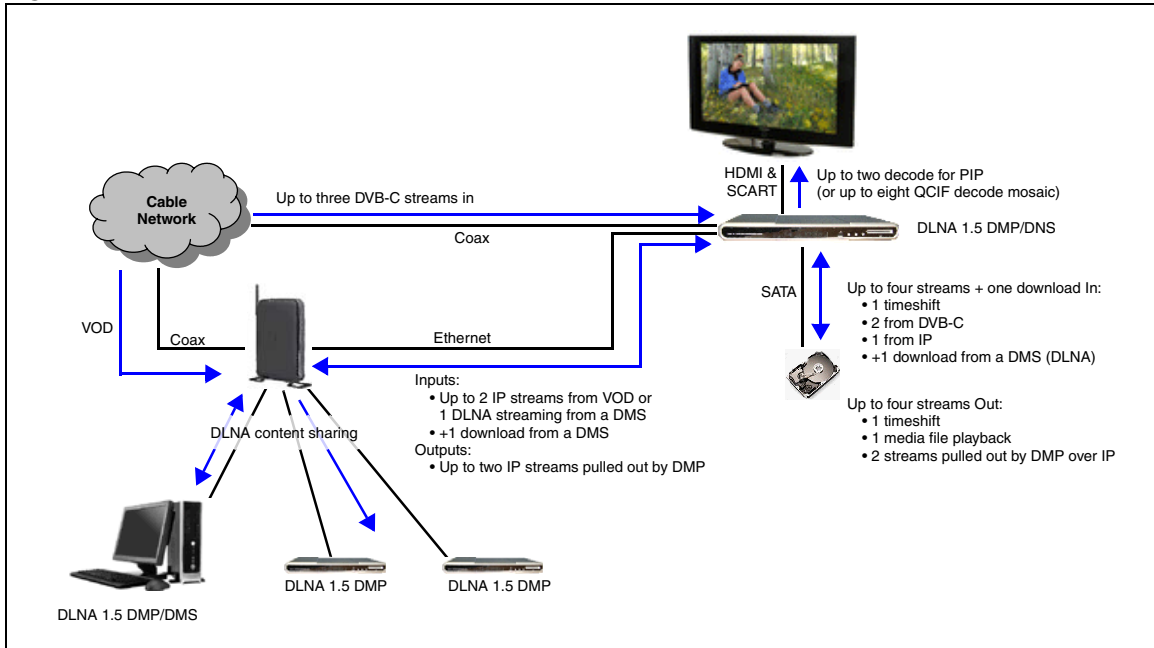 HDMI &
SCART
Up to two decode for PIP
(or up to eight QCIF decode mosaic)
Cable
Network
Up to three DVB-C streams in
Coax
DLNA 1.5 DMP/DNS
SATA
Up to four streams + one download In:
• 1 timeshift
• 2 from DVB-C
• 1 from IP
• +1 download from a DMS (DLNA)
VOD
Coax
Ethernet
Inputs:
• Up to 2 IP streams from VOD or
1 DLNA streaming from a DMS
• +1 download from a DMS
Outputs:
• Up to two IP streams pulled out by DMP
Up to four streams Out:
• 1 timeshift
• 1 media file playback
• 2 streams pulled out by DMP over IP
DLNA content sharing
DLNA 1.5 DMP/DMS
DLNA 1.5 DMP
DLNA 1.5 DMP